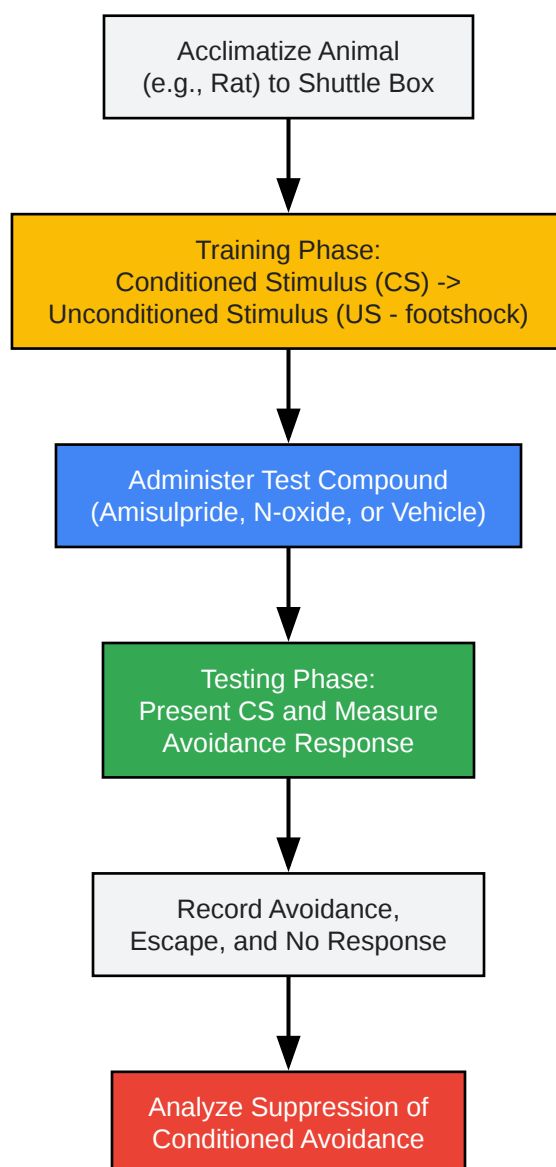 Acclimatize Animal
(e.g., Rat) to Shuttle Box
Training Phase:
Conditioned Stimulus (CS) ->
Unconditioned Stimulus (US - footshock)
Administer Test Compound
(Amisulpride, N-oxide, or Vehicle)
Testing Phase:
Present CS and Measure
Avoidance Response
Record Avoidance,
Escape, and No Response
Analyze Suppression of
Conditioned Avoidance